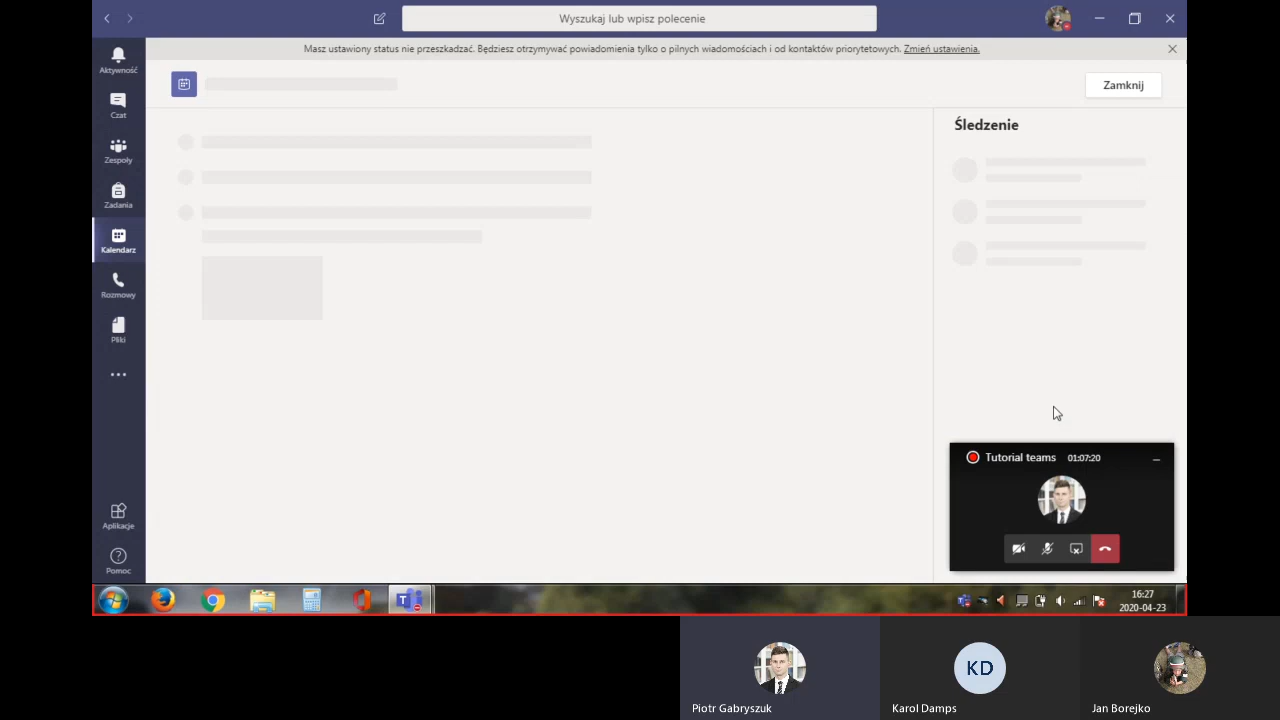 Wyszukaj lub wpisz polecenie
Masz ustawiony status nie przeszkadzać. Będziesz otrzymywać powiadomienia tylko o pilnych wiadomościach i od kontaktów priorytetowych. Zmień ustawienia.
Aktywność
Czat
Zespoły
Zadania
Kalendarz
Rozmowy
Pliki
Aplikacje
Pomoc
Zamknij
Śledzenie
Tutorial teams 01:07:20
16:27
2020-04-23
KD
Piotr Gabryszuk
Karol Damps
Jan Borejko